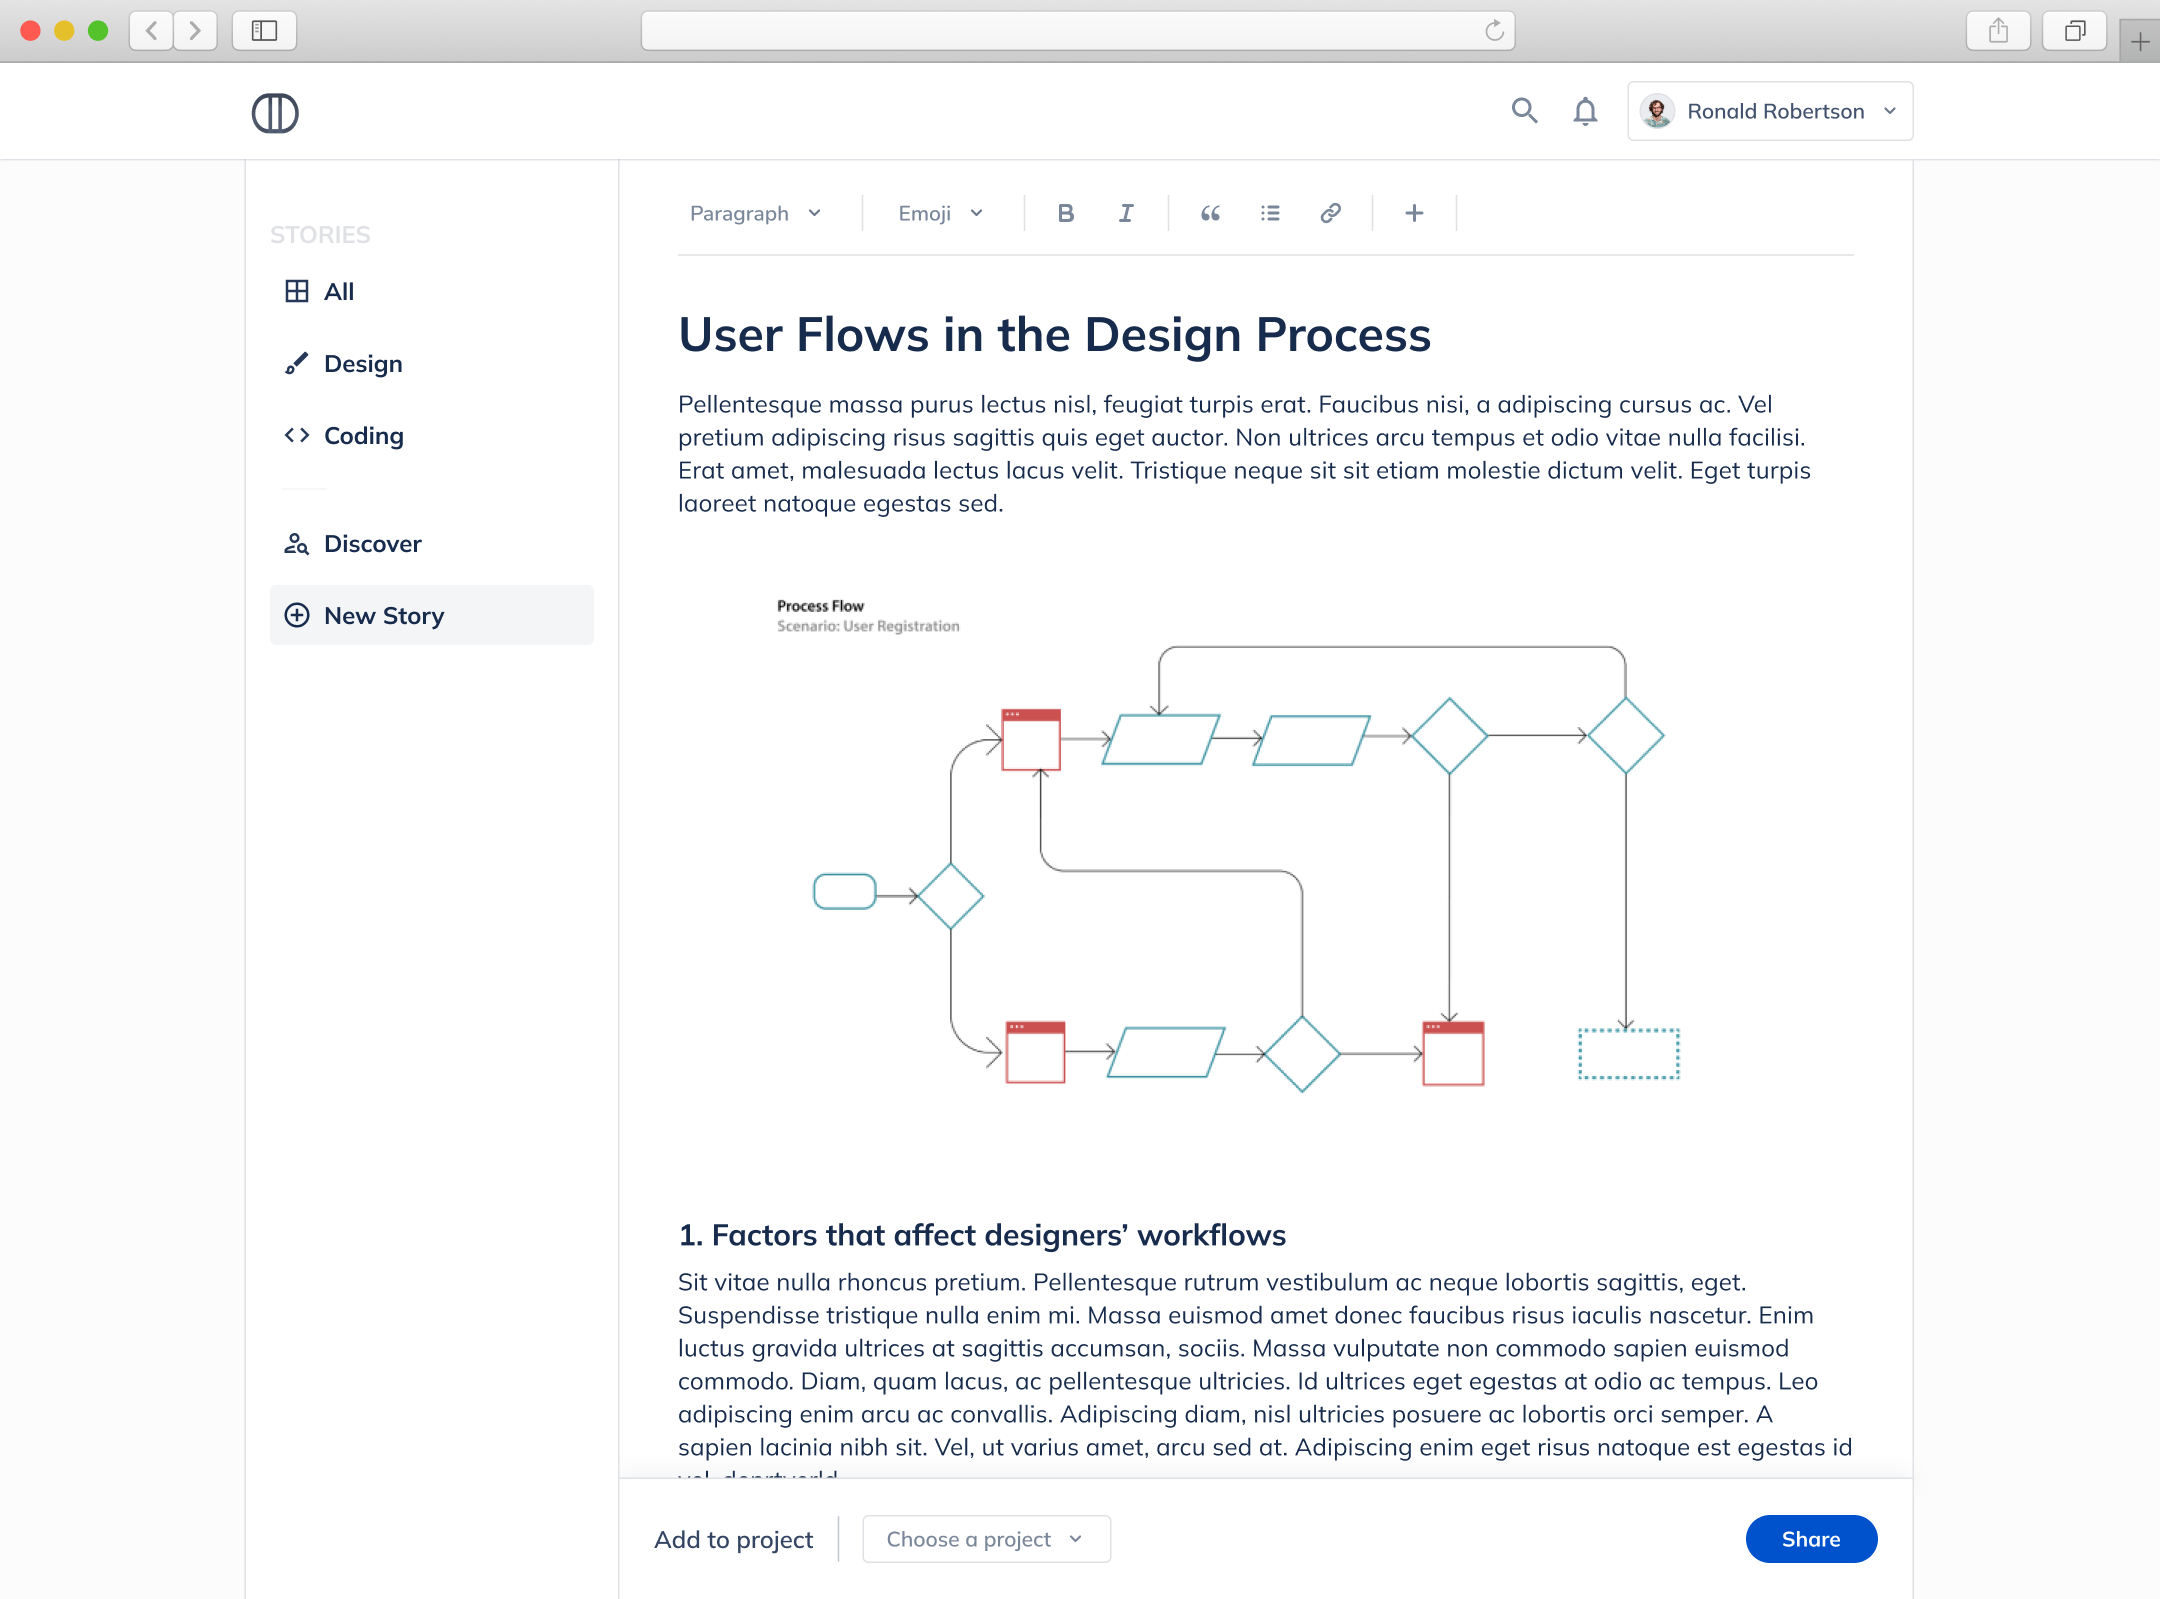 Ronald Robertson
STORIES
All
Design
Coding
Discover
New Story
Paragraph
Emoji
B
I
User Flows in the Design Process
Pellentesque massa purus lectus nisl, feugiat turpis erat. Faucibus nisi, a adipiscing cursus ac. Vel
pretium adipiscing risus sagittis quis eget auctor. Non ultrices arcu tempus et odio vitae nulla facilisi.
Erat amet, malesuada lectus lacus velit. Tristique neque sit sit etiam molestie dictum velit. Eget turpis
laoreet natoque egestas sed.
Process Flow
Scenario: User Registration
1. Factors that affect designers’ workflows
Sit vitae nulla rhoncus pretium. Pellentesque rutrum vestibulum ac neque lobortis sagittis, eget.
Suspendisse tristique nulla enim mi. Massa euismod amet donec faucibus risus iaculis nascetur. Enim
luctus gravida ultrices at sagittis accumsan, sociis. Massa vulputate non commodo sapien euismod
commodo. Diam, quam lacus, ac pellentesque ultricies. Id ultrices eget egestas at odio ac tempus. Leo
adipiscing enim arcu ac convallis. Adipiscing diam, nisl ultricies posuere ac lobortis orci semper. A
sapien lacinia nibh sit. Vel, ut varius amet, arcu sed at. Adipiscing enim eget risus natoque est egestas id
Add to project
Choose a project
Share